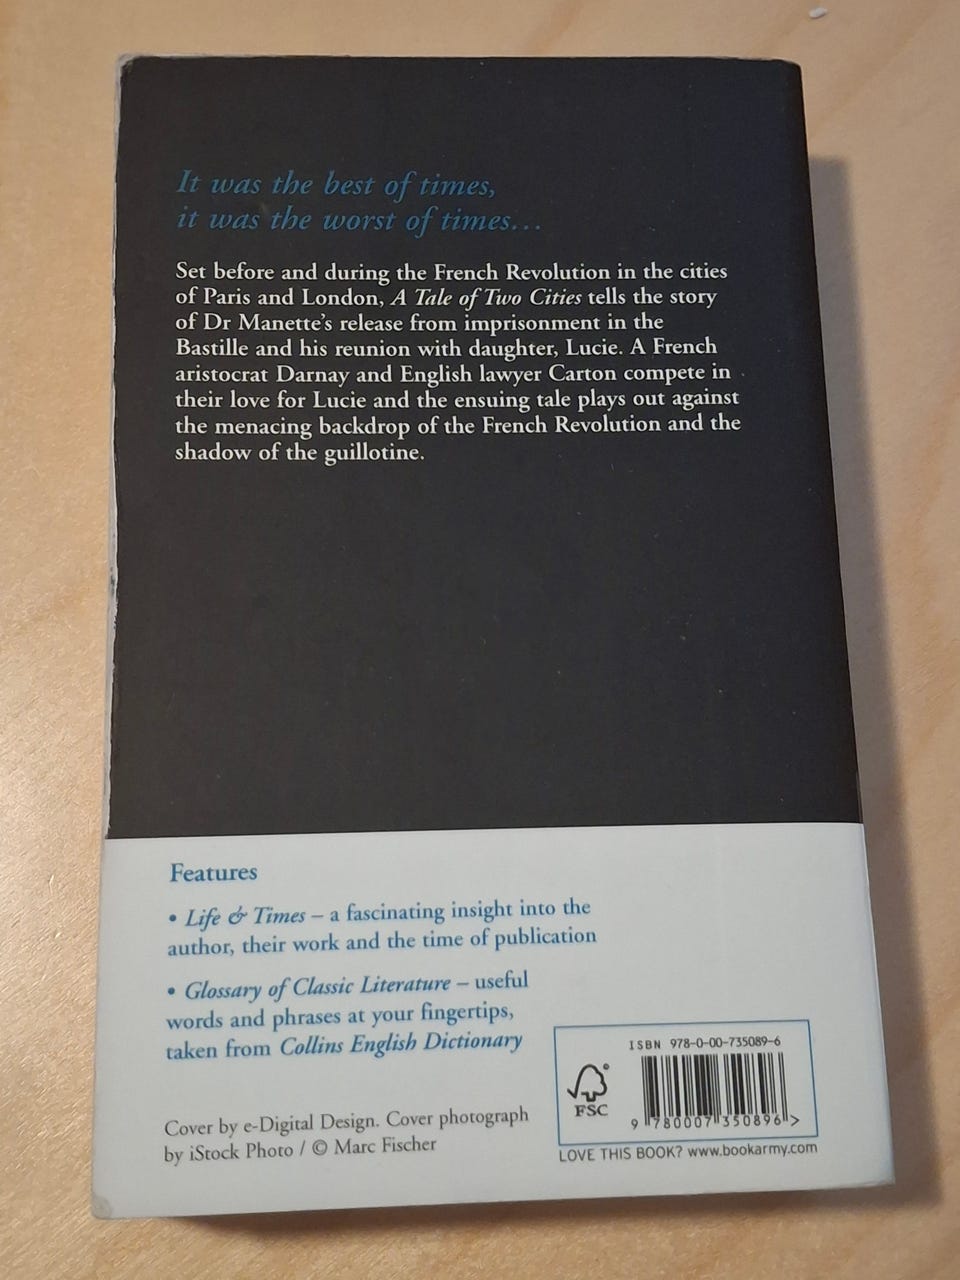 It was the best of times,
it was the worst of times...
Set before and during the French Revolution in the cities
of Paris and London, A Tale of Two Cities tells the story
of Dr Manette's release from imprisonment in the
Bastille and his reunion with daughter, Lucie. A French
aristocrat Darnay and English lawyer Carton compete in
their love for Lucie and the ensuing tale plays out against
the menacing backdrop of the French Revolution and the
shadow of the guillotine.
Features
• Life & Times – a fascinating insight into the
author, their work and the time of publication
• Glossary of Classic Literature – useful
words and phrases at your fingertips,
taken from Collins English Dictionary
Cover by e-Digital Design. Cover photograph
by iStock Photo / © Marc Fischer
ISBN 978-0-00-735089-6
FSC
9 780007 350896 >
LOVE THIS BOOK? www.bookarmy.com